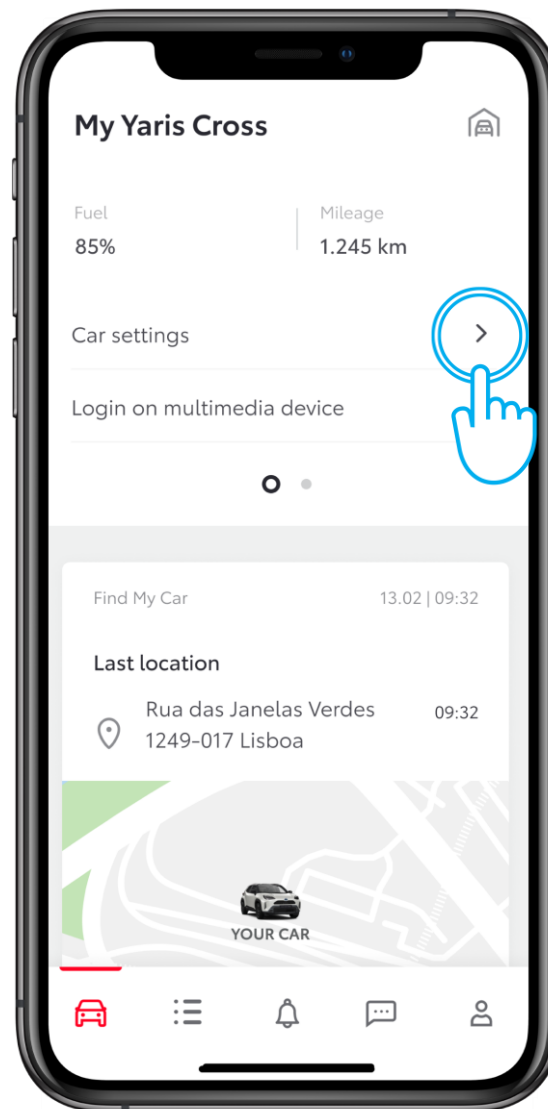 My Yaris Cross
Fuel
Mileage
85%
1.245 km
Car settings
Login on multimedia device
Find My Car
13.02 | 09:32
Last location
Rua das Janelas Verdes
09:32
1249-017 Lisboa
YOUR CAR